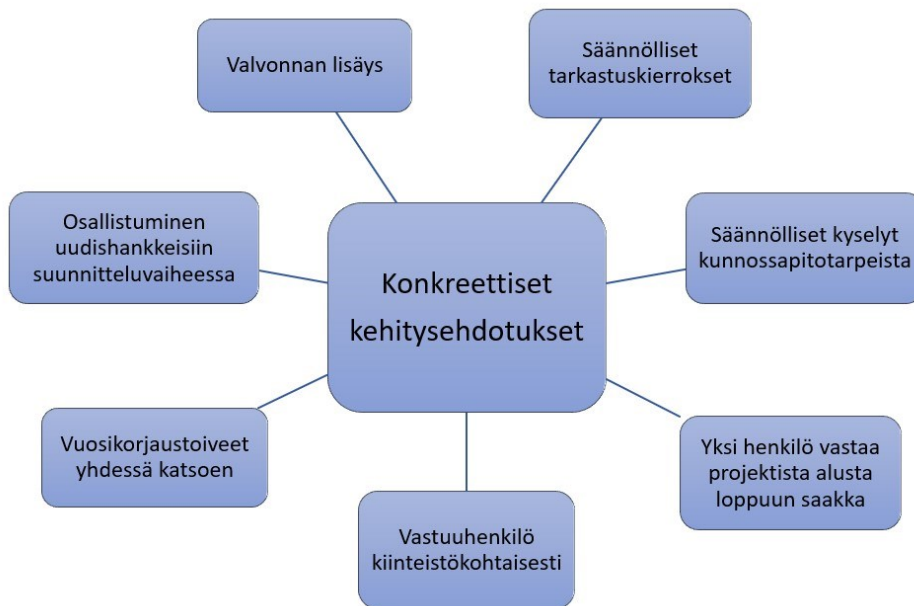 Valvonnan lisäys
Säännölliset
tarkastuskierrokset
Osallistuminen
uudishankkeisiin
suunnitteluvaiheessa
Säännölliset kyselyt
kunnossapitotarpeista
Konkreettiset
kehitysehdotukset
Vuosikorjaustoiveet
yhdessä katsoen
Yksi henkilö vastaa
projektista alusta
loppuun saakka
Vastuuhenkilö
kiinteistökohtaisesti